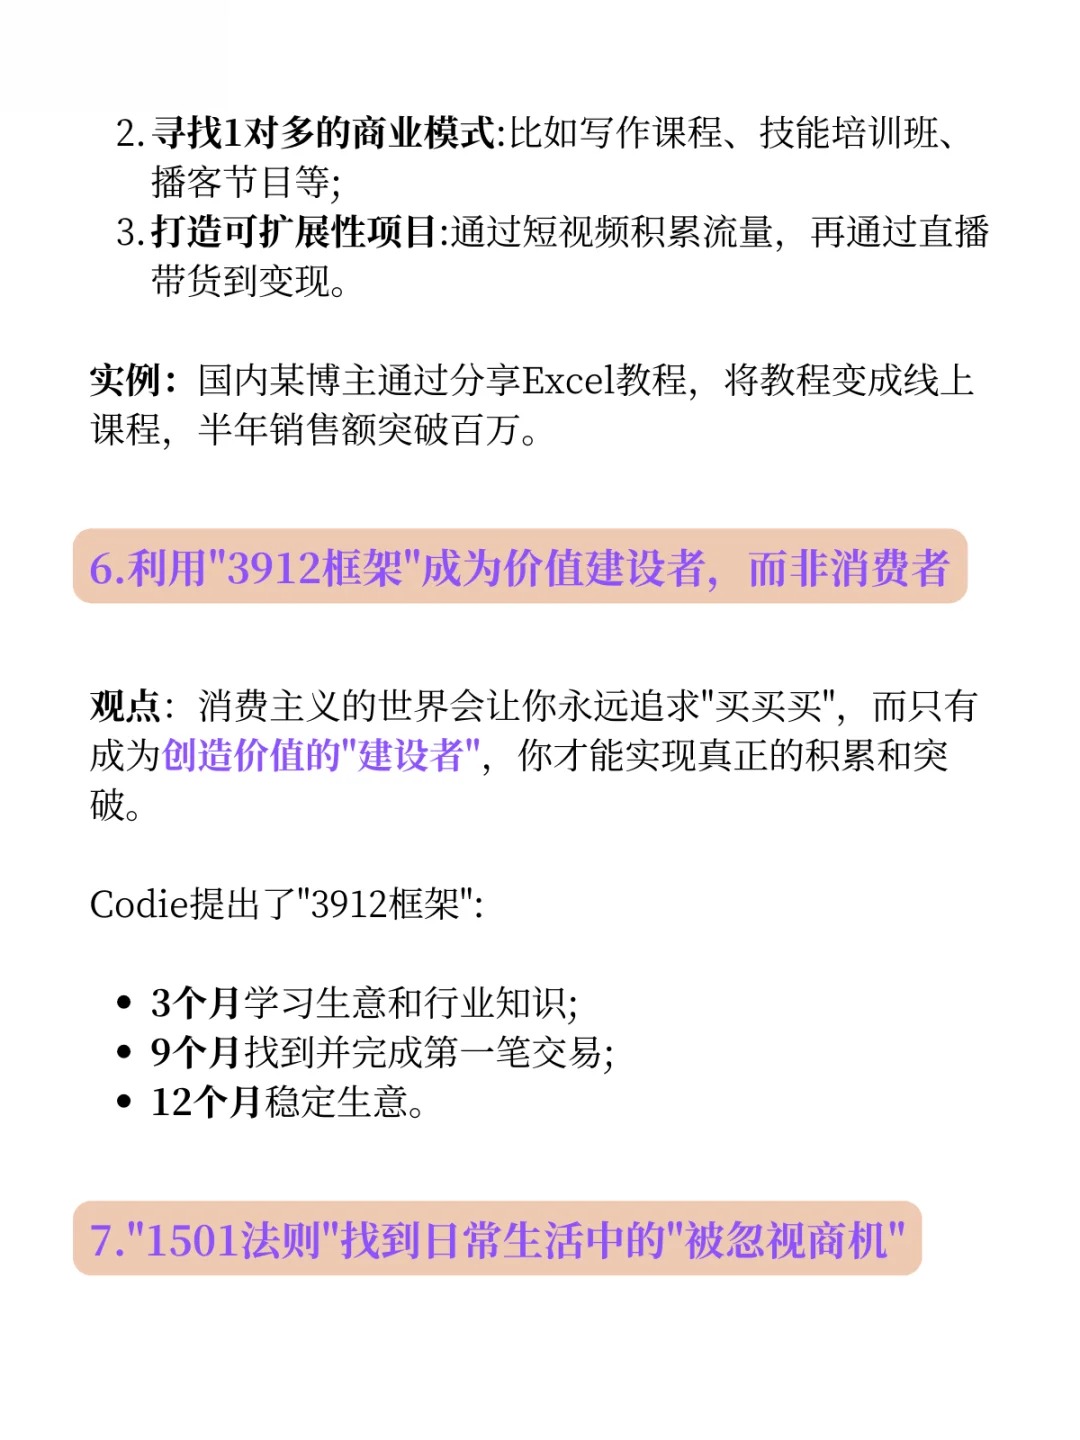 2. 寻找1对多的商业模式:比如写作课程、技能培训班、
播客节目等;
3. 打造可扩展性项目:通过短视频积累流量，再通过直播
带货到变现。
实例：国内某博主通过分享Excel教程，将教程变成线上
课程，半年销售额突破百万。
6.利用"3912框架"成为价值建设者，而非消费者
观点：消费主义的世界会让你永远追求"买买买"，而只有
成为创造价值的"建设者"，你才能实现真正的积累和突
破。
Codie提出了"3912框架":
• 3个月学习生意和行业知识;
• 9个月找到并完成第一笔交易;
• 12个月稳定生意。
7."1501法则"找到日常生活中的"被忽视商机"